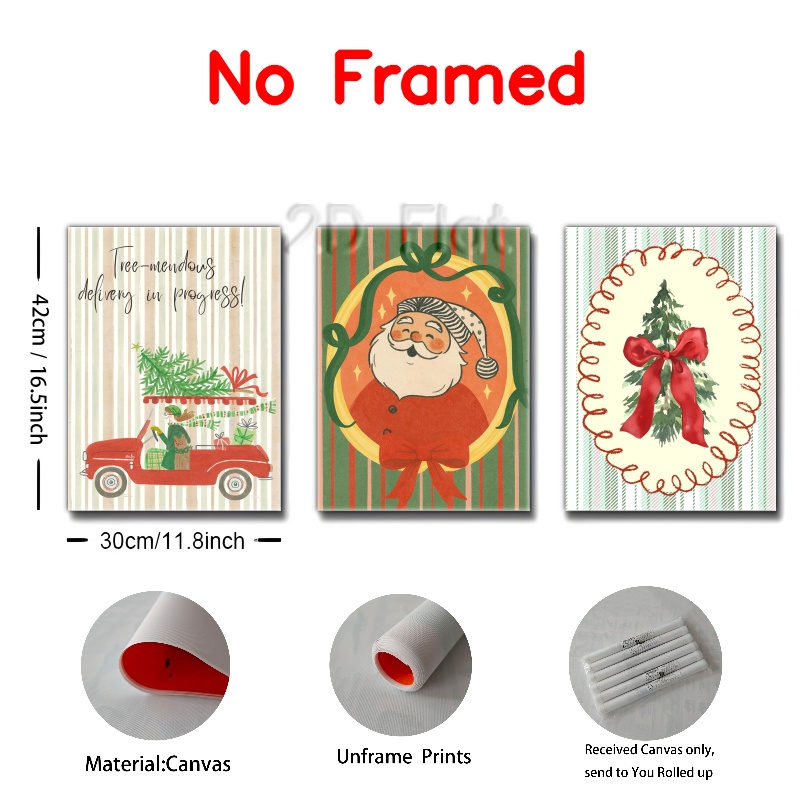 No Framed
2D Flat
Tree-mendous
delivery in progress!
42cm / 16.5inch
30cm/11.8inch
Material:Canvas
Unframe Prints
Received Canvas only,
send to You Rolled up